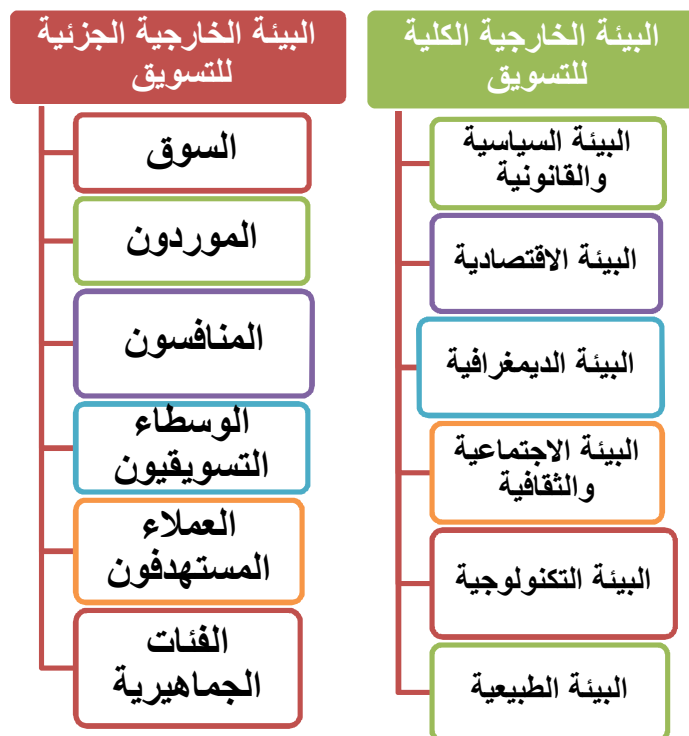 البيئة الخارجية الكلية
للتسويق
البيئة السياسية
والقانونية
البيئة الاقتصادية
البيئة الديمغرافية
البيئة الاجتماعية
والثقافية
البيئة التكنولوجية
البيئة الطبيعية
البيئة الخارجية الجزئية
للتسويق
السوق
الموردون
المنافسون
الوسطاء
التسويقيون
العملاء
المستهدفون
الفئات
الجماهيرية